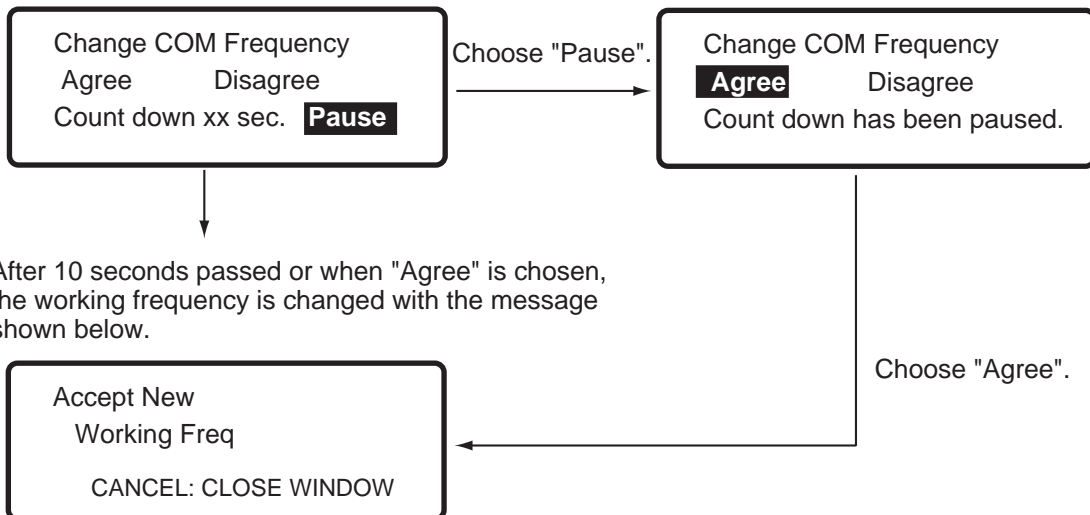 Change COM Frequency
Agree Disagree
Count down xx sec. Pause
Choose "Pause".
Change COM Frequency
Agree Disagree
Count down has been paused.
After 10 seconds passed or when "Agree" is chosen,
the working frequency is changed with the message
shown below.
Choose "Agree".
Accept New
Working Freq
CANCEL: CLOSE WINDOW